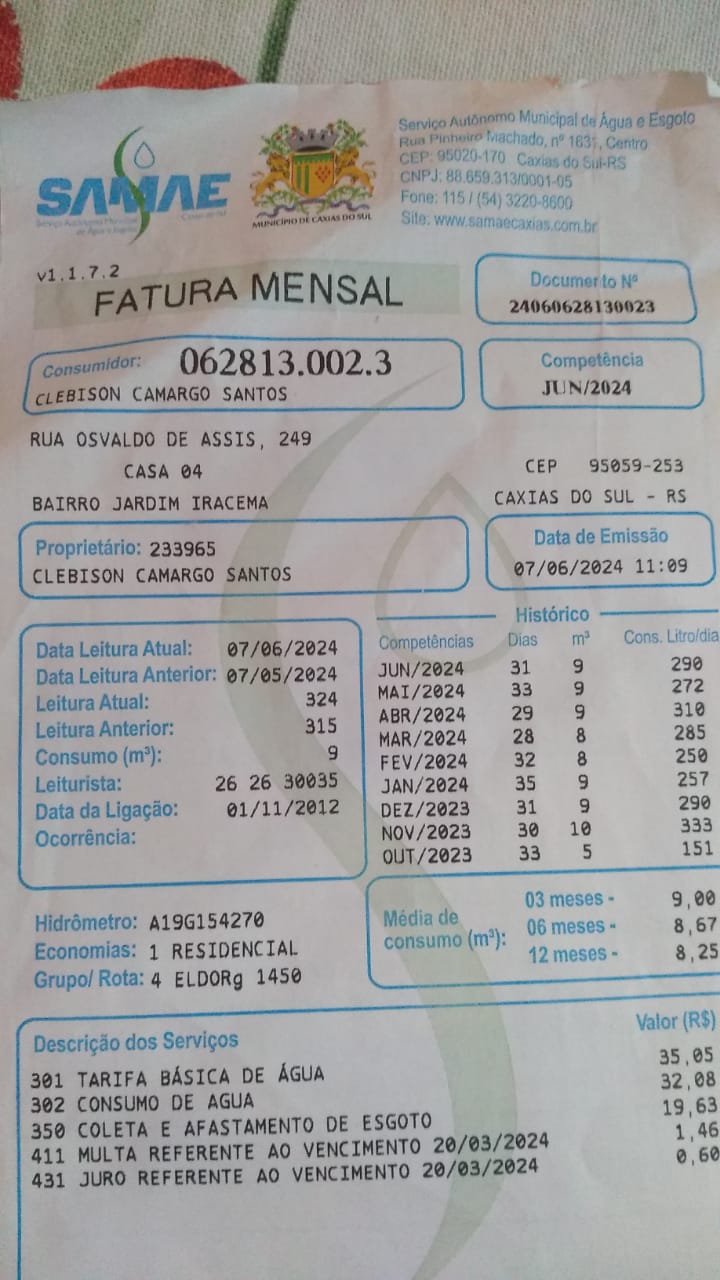 SAMAE
MUNICÍPIO DE CAXIAS DO SUL
Serviço Autônomo Municipal de Água e Esgoto
Rua Pinheiro Machado, nº 1631, Centro
CEP: 95020-170 Caxias do Sul-RS
CNPJ: 88.659.313/0001-05
Fone: 115 / (54) 3220-8600
Site: www.samaecaxias.com.br
v1.1.7.2
FATURA MENSAL
Documento Nº
24060628130023
Consumidor: 062813.002.3
CLEBISON CAMARGO SANTOS
Competência
JUN/2024
RUA OSVALDO DE ASSIS, 249
CASA 04
BAIRRO JARDIM IRACEMA
CEP 95059-253
CAXIAS DO SUL - RS
Proprietário: 233965
CLEBISON CAMARGO SANTOS
Data de Emissão
07/06/2024 11:09
Data Leitura Atual: 07/06/2024
Data Leitura Anterior: 07/05/2024
Leitura Atual: 324
Leitura Anterior: 315
Consumo (m³): 9
Leiturista: 26 26 30035
Data da Ligação: 01/11/2012
Ocorrência:
Histórico
Competências Dias m³ Cons. Litro/dia
JUN/2024 31 9 290
MAI/2024 33 9 272
ABR/2024 29 9 310
MAR/2024 28 8 285
FEV/2024 32 8 250
JAN/2024 35 9 257
DEZ/2023 31 9 290
NOV/2023 30 10 333
OUT/2023 33 5 151
Hidrômetro: A19G154270
Economias: 1 RESIDENCIAL
Grupo/ Rota: 4 ELDORg 1450
Média de consumo (m³):
03 meses - 9,00
06 meses - 8,67
12 meses - 8,25
Descrição dos Serviços Valor (R$)
301 TARIFA BÁSICA DE ÁGUA 35,05
302 CONSUMO DE AGUA 32,08
350 COLETA E AFASTAMENTO DE ESGOTO 19,63
411 MULTA REFERENTE AO VENCIMENTO 20/03/2024 1,46
431 JURO REFERENTE AO VENCIMENTO 20/03/2024 0,60